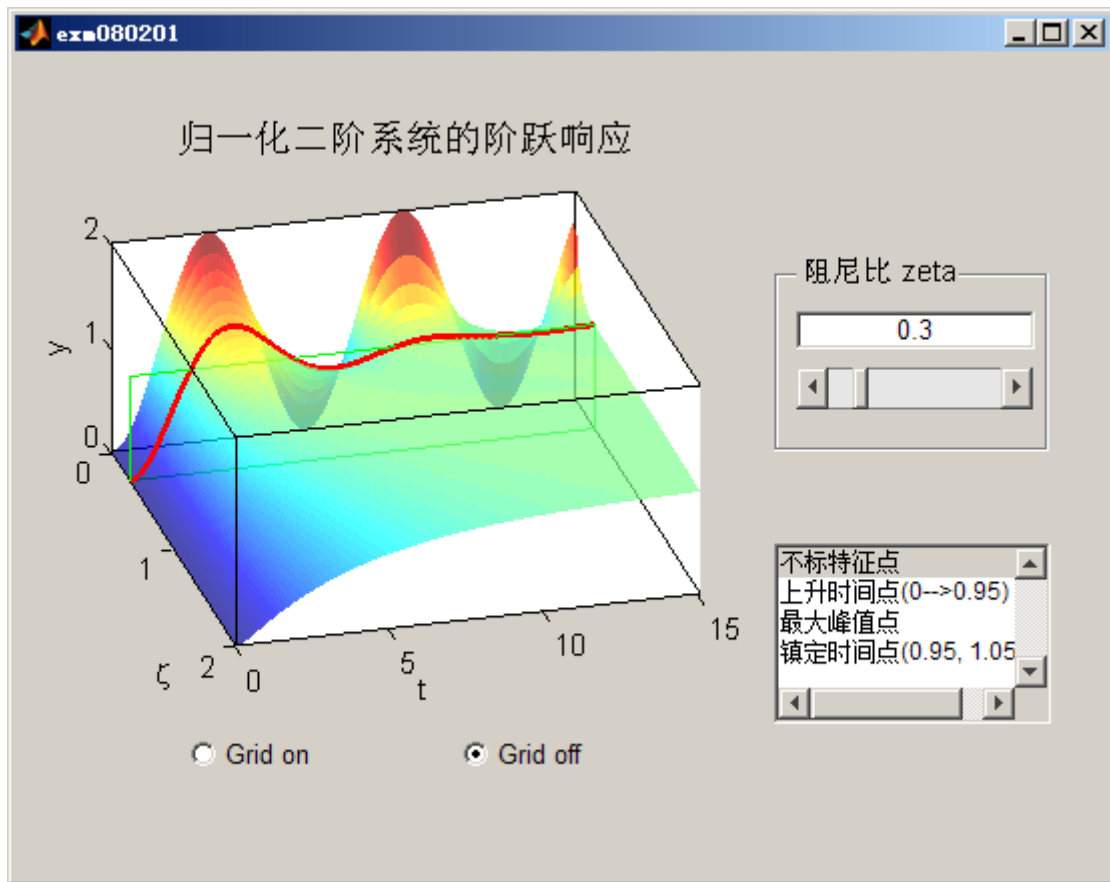 exm080201
归一化二阶系统的阶跃响应
2
1
0
y
0
1
2
ζ
0
5
10
15
t
阻尼比 zeta
0.3
不标特征点
上升时间点(0-->0.95)
最大峰值点
镇定时间点(0.95, 1.05
Grid on
Grid off